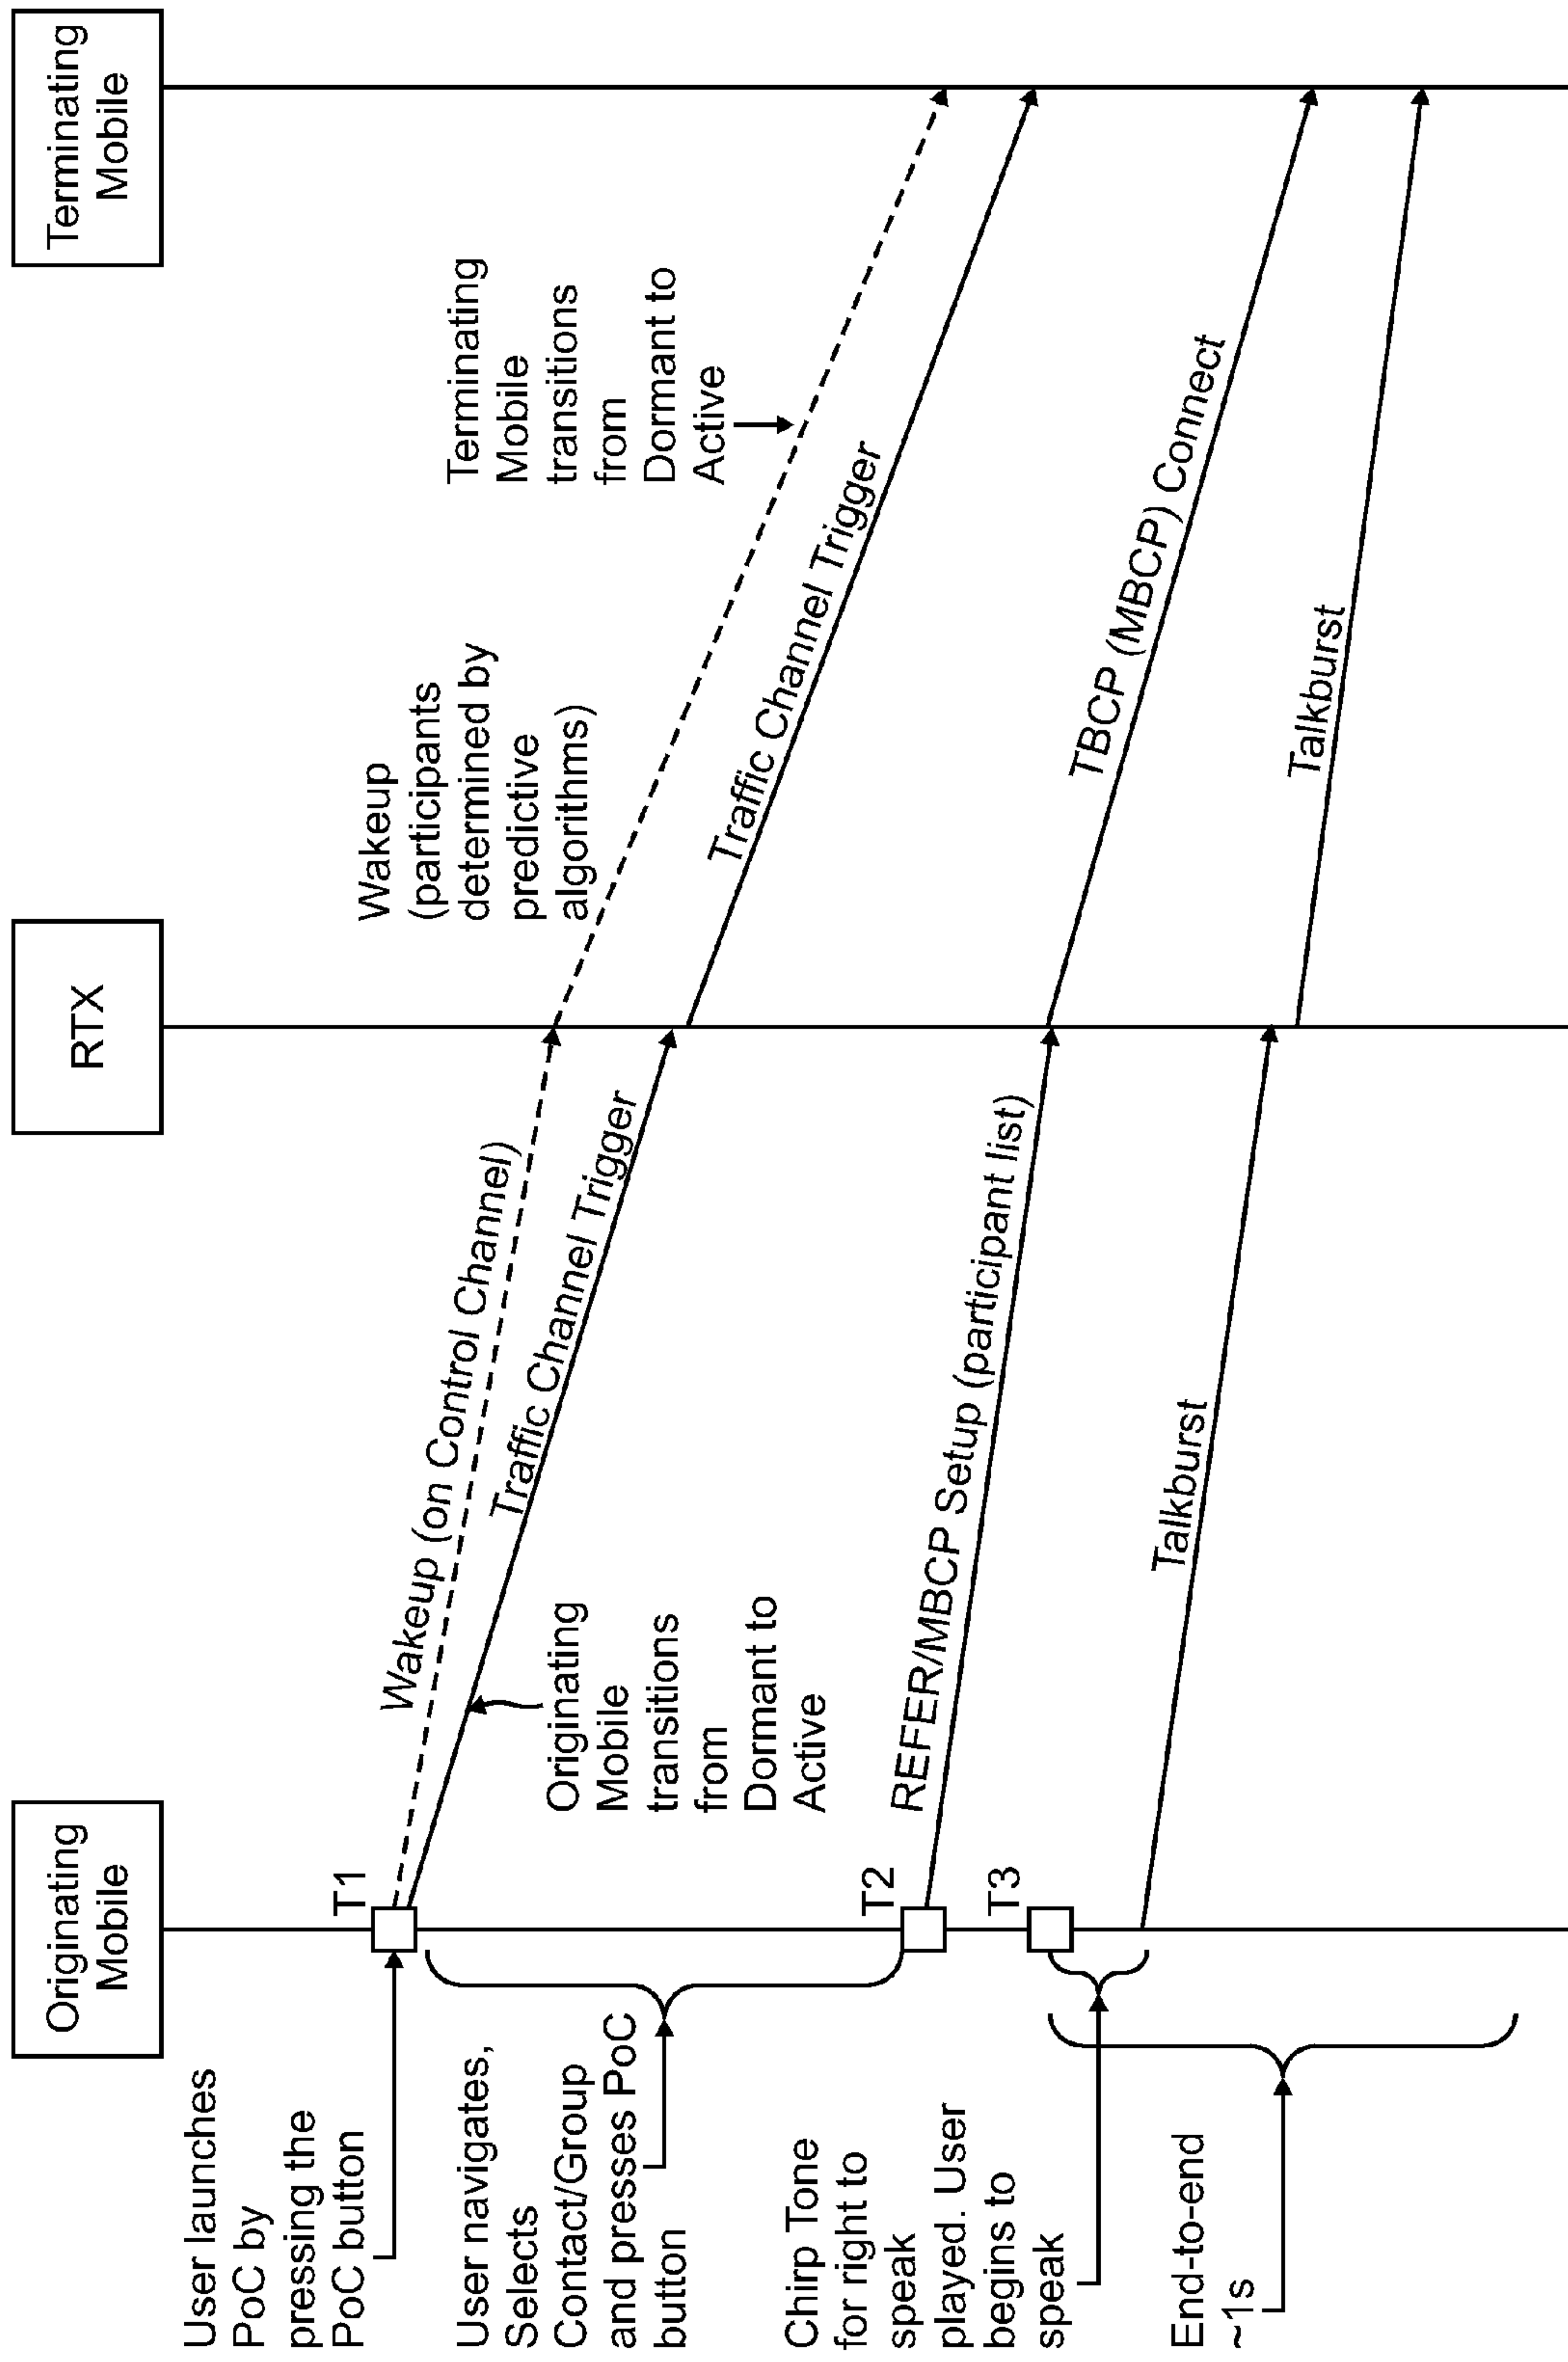 Originating
Mobile
RTX
Terminating
Mobile
User launches
PoC by
pressing the
PoC button
T1
Wakeup (on Control Channel)
Traffic Channel Trigger
Wakeup
(participants
determined by
predictive
algorithms)
Traffic Channel Trigger
Terminating
Mobile
transitions
from
Dormant to
Active
User navigates,
Selects
Contact/Group
and presses PoC
button
Originating
Mobile
transitions
from
Dormant to
Active
T2
REFER/MBCP Setup (participant list)
TBCP (MBCP) Connect
Chirp Tone
for right to
speak
played. User
begins to
speak
T3
Talkburst
Talkburst
End-to-end
~1s